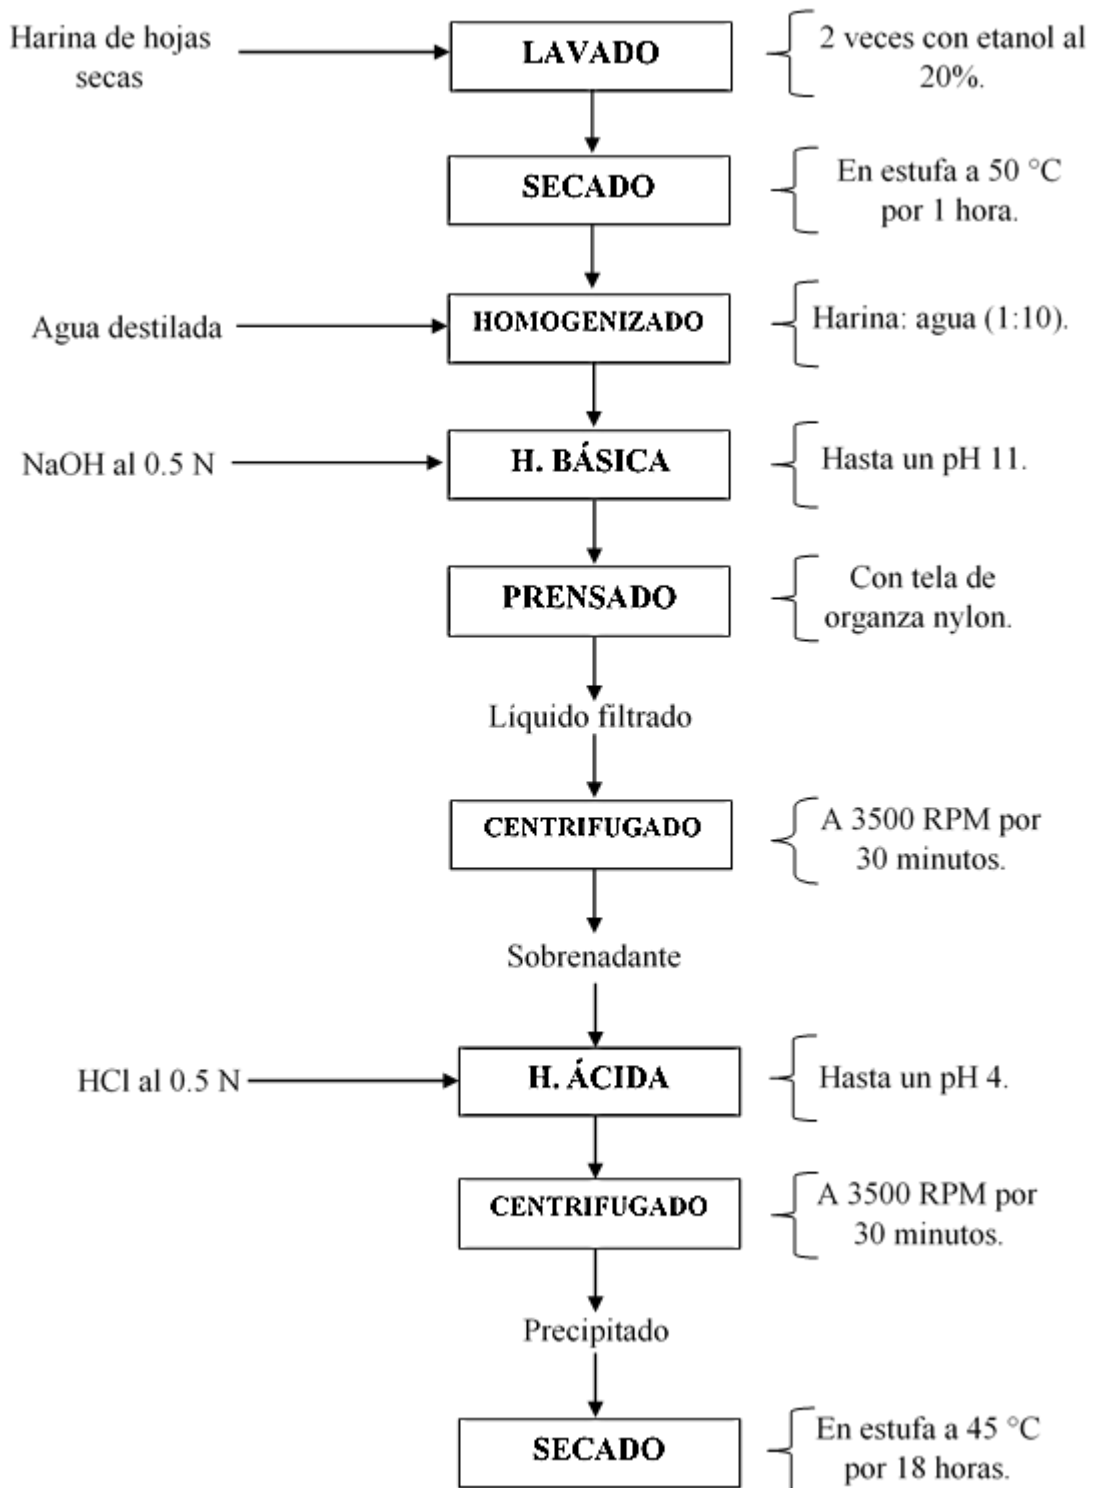 Harina de hojas
secas
LAVADO
2 veces con etanol al
20%.
SECADO
En estufa a 50 °C
por 1 hora.
Agua destilada
HOMOGENIZADO
Harina: agua (1:10).
NaOH al 0.5 N
H. BÁSICA
Hasta un pH 11.
PRENSADO
Con tela de
organza nylon.
Líquido filtrado
CENTRIFUGADO
A 3500 RPM por
30 minutos.
Sobrenadante
HCl al 0.5 N
H. ÁCIDA
Hasta un pH 4.
CENTRIFUGADO
A 3500 RPM por
30 minutos.
Precipitado
SECADO
En estufa a 45 °C
por 18 horas.